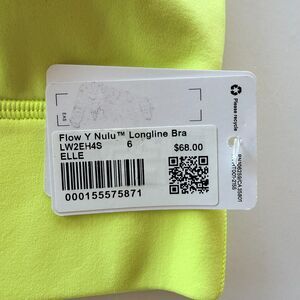 Flow Y Nulu™ Longline Bra
LW2EH4S 6 $68.00
ELLE
000155575871
Please recycle